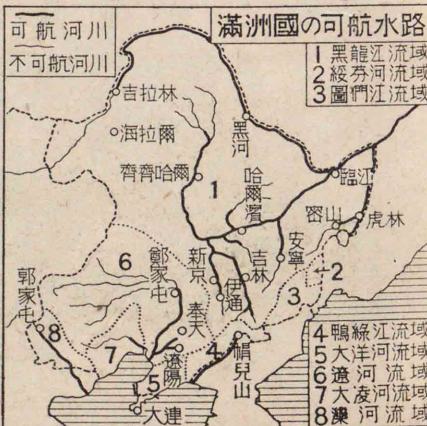 滿洲國の可航水路
可航河川
不可航河川
1 黑龍江流域
2 綏芬河流域
3 圖們江流域
吉拉林
海拉爾
黑河
齊齊哈爾
哈爾濱
臨江
密山
虎林
1
安寧
吉林
伊通
新京
鄭家屯
奉天
遼陽
帽兒山
大連
郭家屯
2
3
4
5
6
7
8
4 鴨綠江流域
5 大洋河流域
6 遼河流域
7 大凌河流域
8 灤河流域